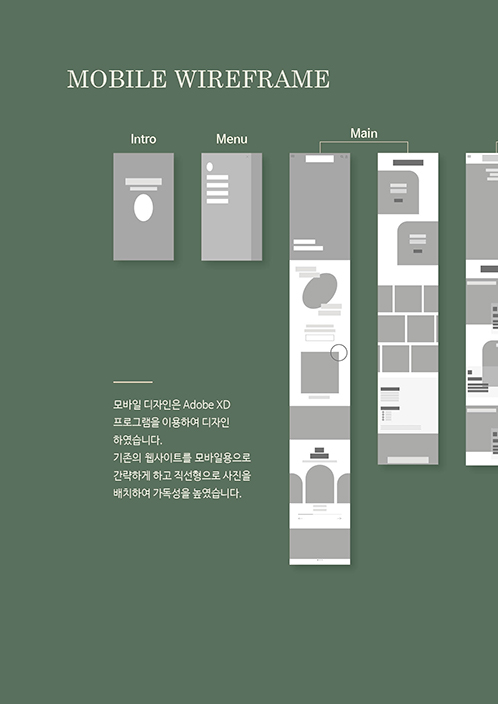 MOBILE WIREFRAME
Intro
Menu
Main
모바일 디자인은 Adobe XD
프로그램을 이용하여 디자인
하였습니다.
기존의 웹사이트를 모바일용으로
간략하게 하고 직선형으로 사진을
배치하여 가독성을 높였습니다.